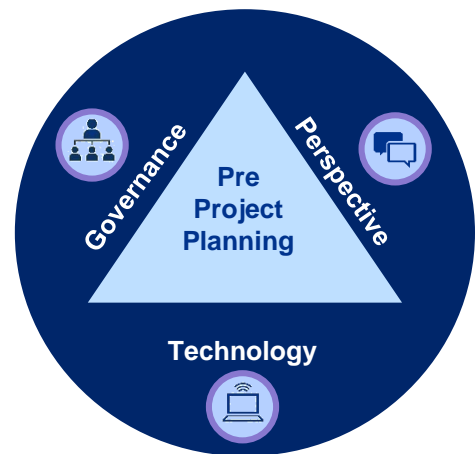 Governance
Perspective
Pre
Project
Planning
Technology